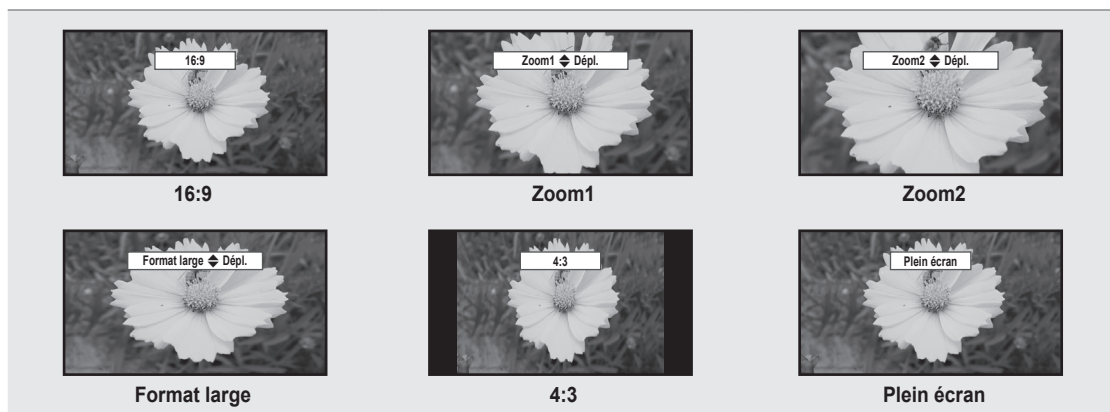 16:9
Zoom1 ♦ Dépl.
Zoom2 ♦ Dépl.
16:9
Zoom1
Zoom2
Format large ♦ Dépl.
4:3
Plein écran
Format large
4:3
Plein écran